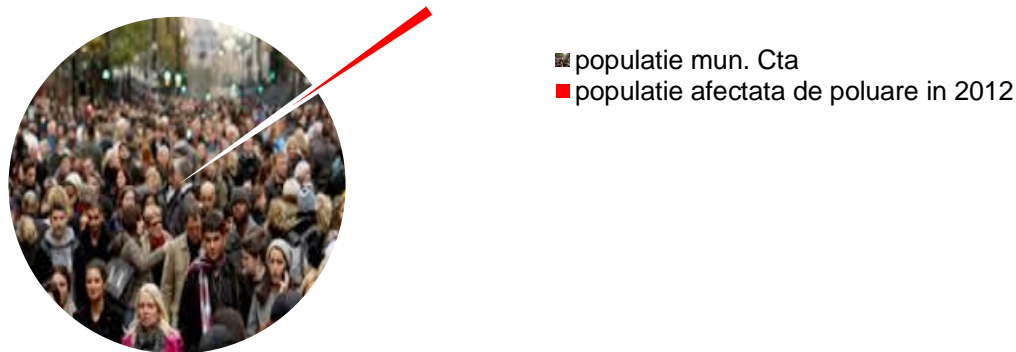 populatie mun. Cta
populatie afectata de poluare in 2012